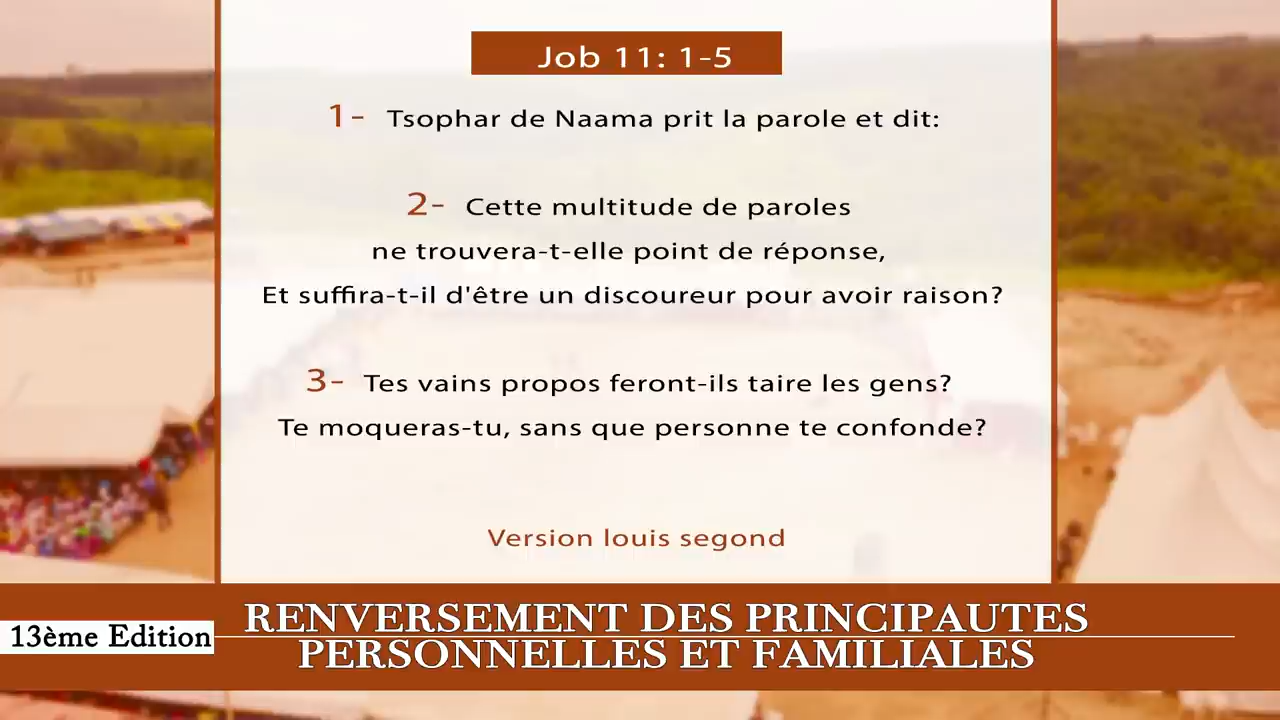 Job 11: 1-5
1- Tsophar de Naama prit la parole et dit:
2- Cette multitude de paroles
ne trouvera-t-elle point de réponse,
Et suffira-t-il d'être un discoureur pour avoir raison?
3- Tes vains propos feront-ils taire les gens?
Te moqueras-tu, sans que personne te confonde?
Version louis segond
13ème Edition
RENVERSEMENT DES PRINCIPAUTES
PERSONNELLES ET FAMILIALES